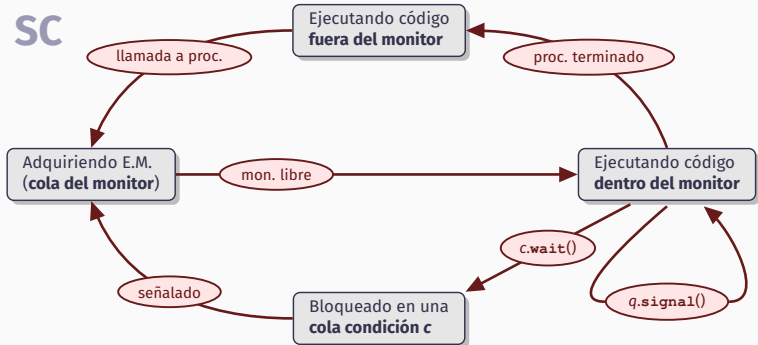 SC
Ejecutando código
fuera del monitor
llamada a proc.
proc. terminado
Adquiriendo E.M.
(cola del monitor)
mon. libre
Ejecutando código
dentro del monitor
c.wait()
señalado
Bloqueado en una
cola condición c
q.signal()